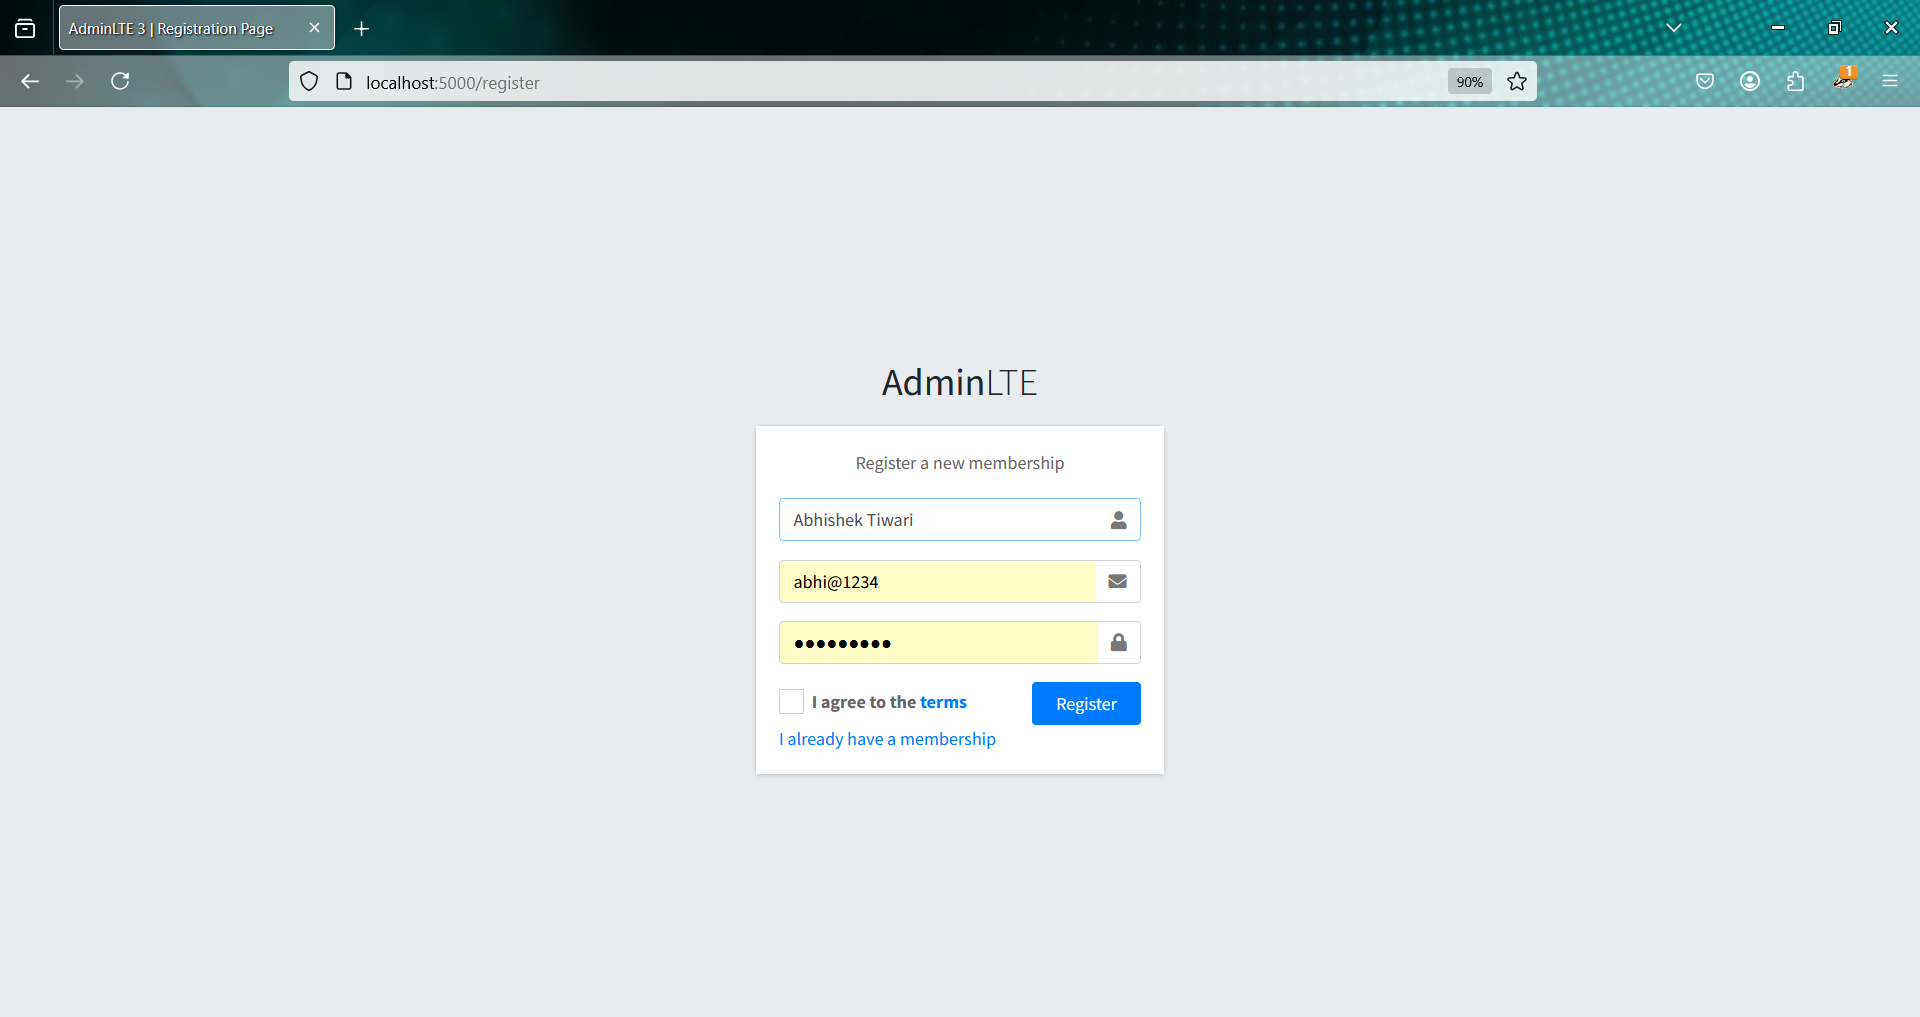 AdminLTE 3 | Registration Page
localhost:5000/register
90%
1
AdminLTE
Register a new membership
Abhishek Tiwari
abhi@1234
●●●●●●●●●
I agree to the terms
Register
I already have a membership